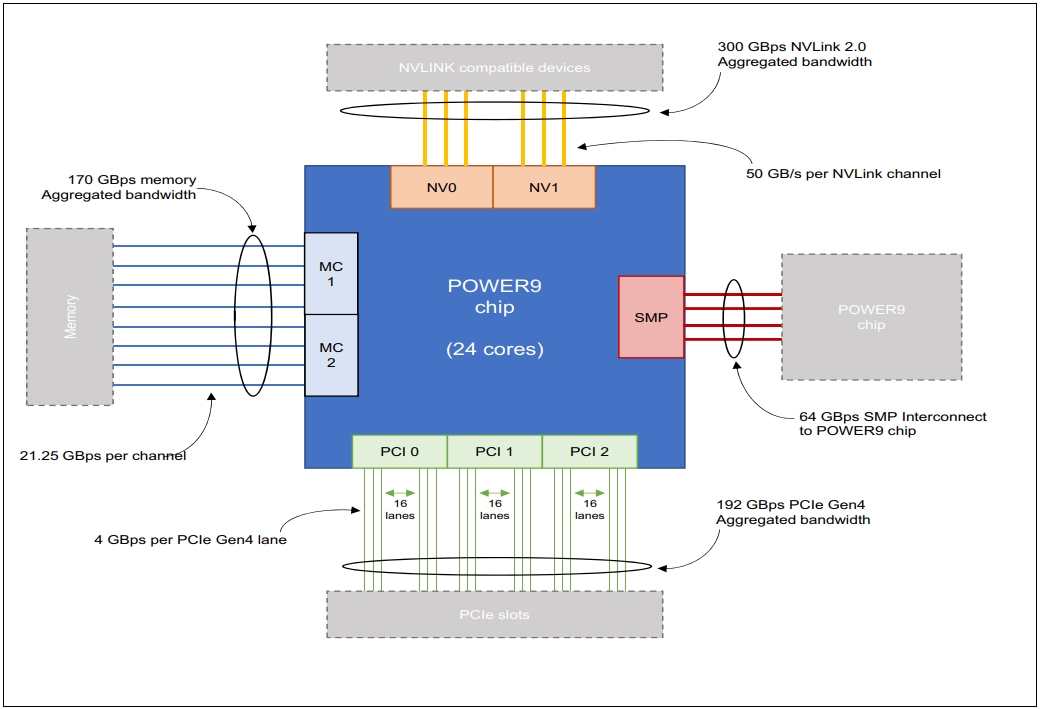 300 GBps NVLink 2.0
Aggregated bandwidth
NVLINK compatible devices
50 GB/s per NVLink channel
170 GBps memory
Aggregated bandwidth
NV0
NV1
Memory
MC
1
MC
2
POWER9
chip
(24 cores)
SMP
POWER9
chip
64 GBps SMP Interconnect
to POWER9 chip
21.25 GBps per channel
PCI 0
PCI 1
PCI 2
16
lanes
16
lanes
16
lanes
4 GBps per PCIe Gen4 lane
192 GBps PCIe Gen4
Aggregated bandwidth
PCIe slots